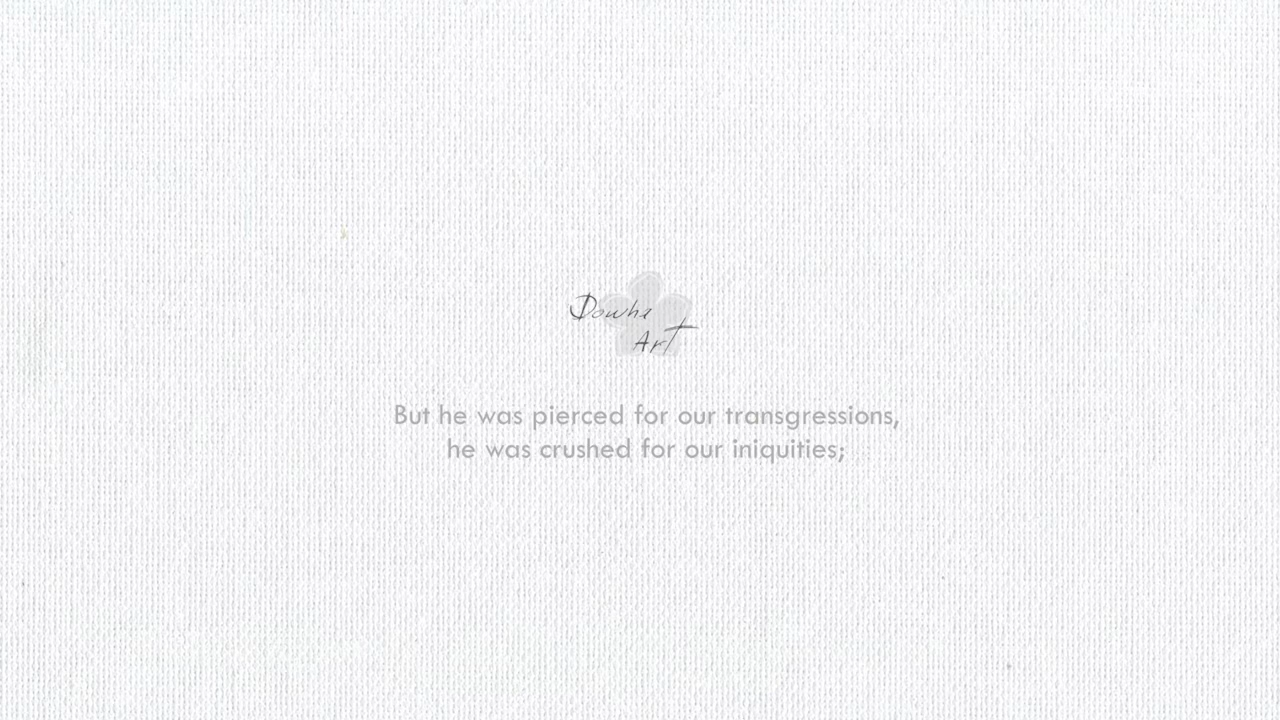 Dowha
Art
But he was pierced for our transgressions,
he was crushed for our iniquities;